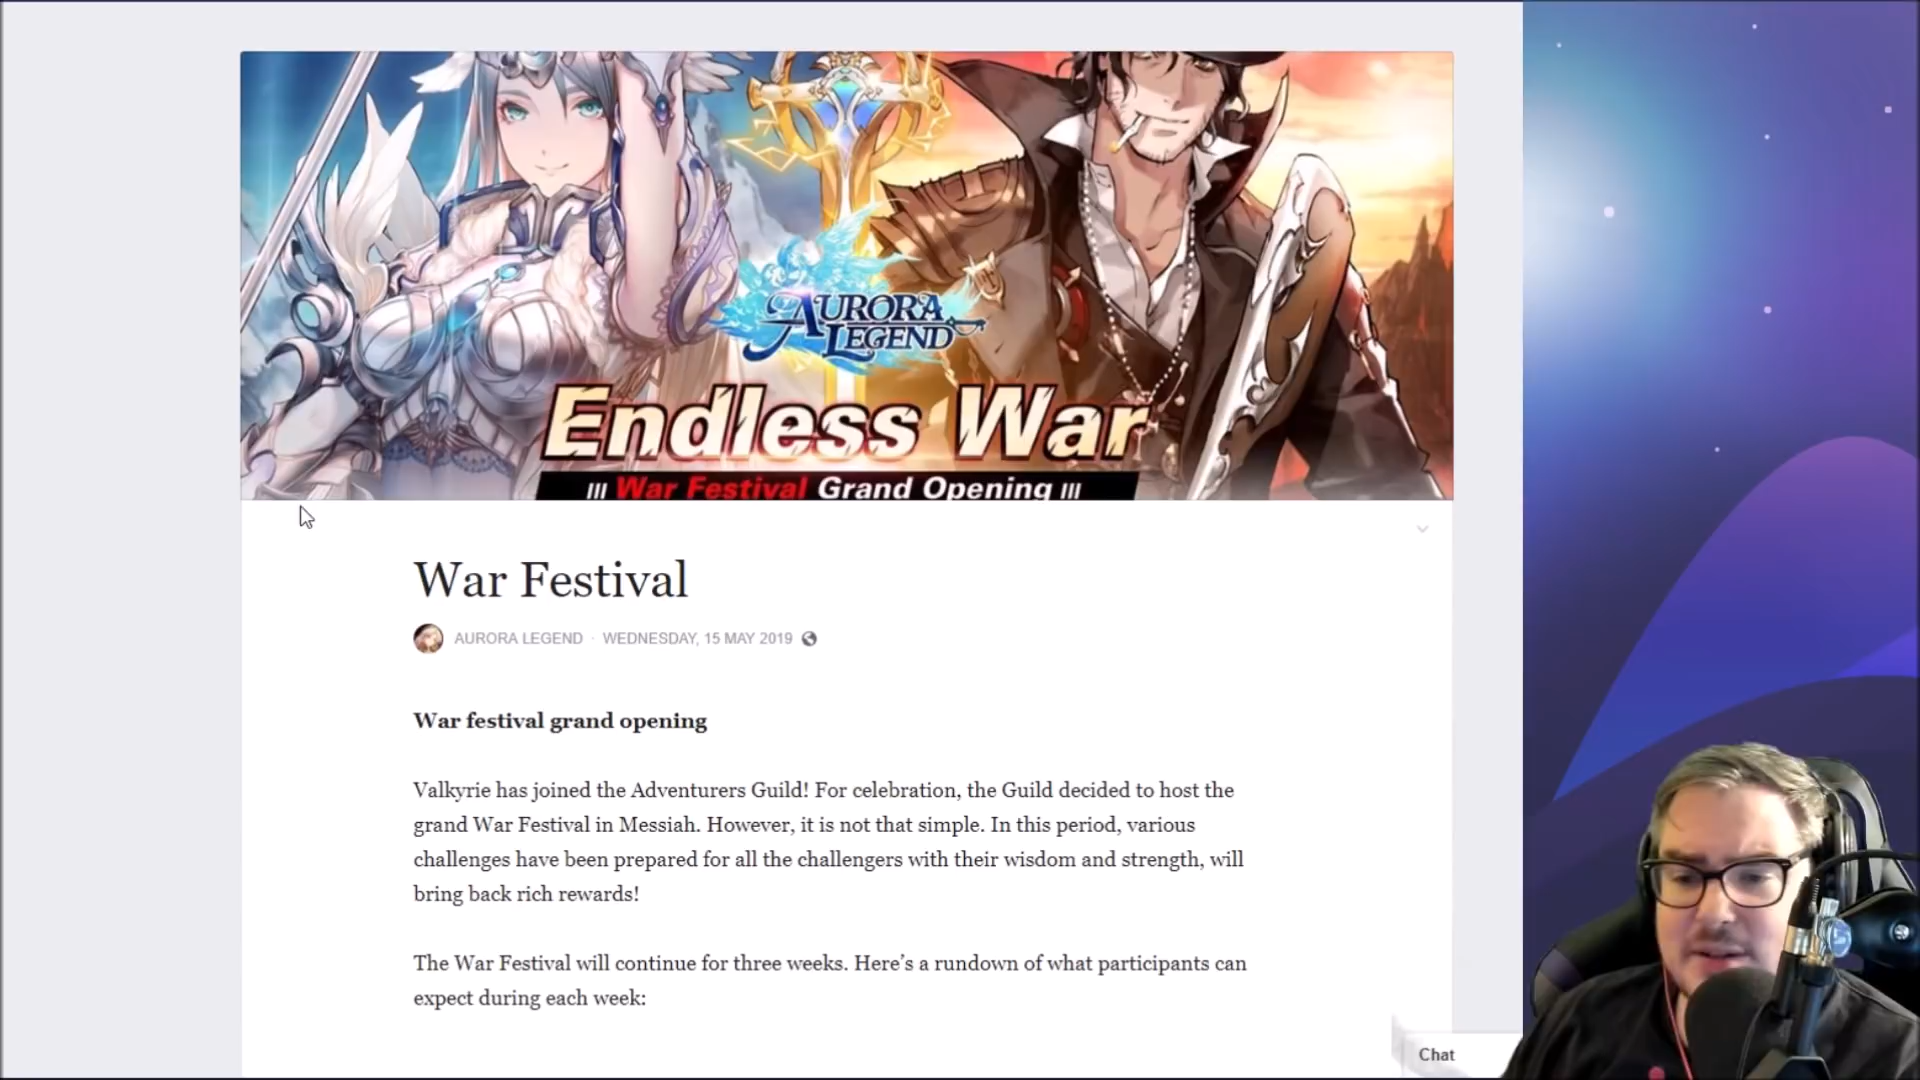 AURORA
LEGEND
Endless War
III War Festival Grand Opening III
War Festival
AURORA LEGEND · WEDNESDAY, 15 MAY 2019
War festival grand opening
Valkyrie has joined the Adventurers Guild! For celebration, the Guild decided to host the
grand War Festival in Messiah. However, it is not that simple. In this period, various
challenges have been prepared for all the challengers with their wisdom and strength, will
bring back rich rewards!
The War Festival will continue for three weeks. Here’s a rundown of what participants can
expect during each week:
Chat